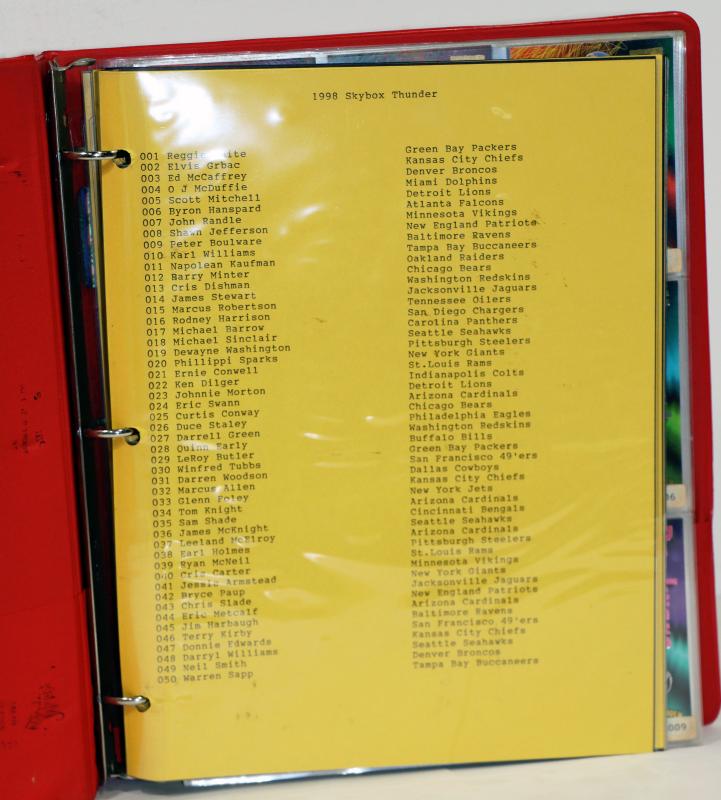 1998 Skybox Thunder
001 Reggie Green Bay Packers
002 Elvis Grbac Kansas City Chiefs
003 Ed McCaffrey Denver Broncos
004 O J McDuffie Miami Dolphins
005 Scott Mitchell Detroit Lions
006 Byron Hanspard Atlanta Falcons
007 John Randle Minnesota Vikings
008 Shawn Jefferson New England Patriots
009 Peter Boulware Baltimore Ravens
010 Karl Williams Tampa Bay Buccaneers
011 Napolean Kaufman Oakland Raiders
012 Barry Minter Chicago Bears
013 Cris Dishman Washington Redskins
014 James Stewart Jacksonville Jaguars
015 Marcus Robertson Tennessee Oilers
016 Rodney Harrison San Diego Chargers
017 Michael Barrow Carolina Panthers
018 Michael Sinclair Seattle Seahawks
019 Dewayne Washington Pittsburgh Steelers
020 Phillippi Sparks New York Giants
021 Ernie Conwell St.Louis Rams
022 Ken Dilger Indianapolis Colts
023 Johnnie Morton Detroit Lions
024 Eric Swann Arizona Cardinals
025 Curtis Conway Chicago Bears
026 Duce Staley Philadelphia Eagles
027 Darrell Green Washington Redskins
028 Quinn Early Buffalo Bills
029 LeRoy Butler Green Bay Packers
030 Winfred Tubbs San Francisco 49'ers
031 Darren Woodson Dallas Cowboys
032 Marcus Allen Kansas City Chiefs
033 Glenn Foley New York Jets
034 Tom Knight Arizona Cardinals
035 Sam Shade Cincinnati Bengals
036 James McKnight Seattle Seahawks
037 Leeland McElroy Arizona Cardinals
038 Earl Holmes Pittsburgh Steelers
039 Ryan McNeil St.Louis Rams
040 Cris Carter Minnesota Vikings
041 Jessie Armstead New York Giants
042 Bryce Paup Jacksonville Jaguars
043 Chris Slade New England Patriots
044 Eric Metcalf Arizona Cardinals
045 Jim Harbaugh Baltimore Ravens
046 Terry Kirby San Francisco 49'ers
047 Donnie Edwards Kansas City Chiefs
048 Darryl Williams Seattle Seahawks
049 Neil Smith Denver Broncos
050 Warren Sapp Tampa Bay Buccaneers
009